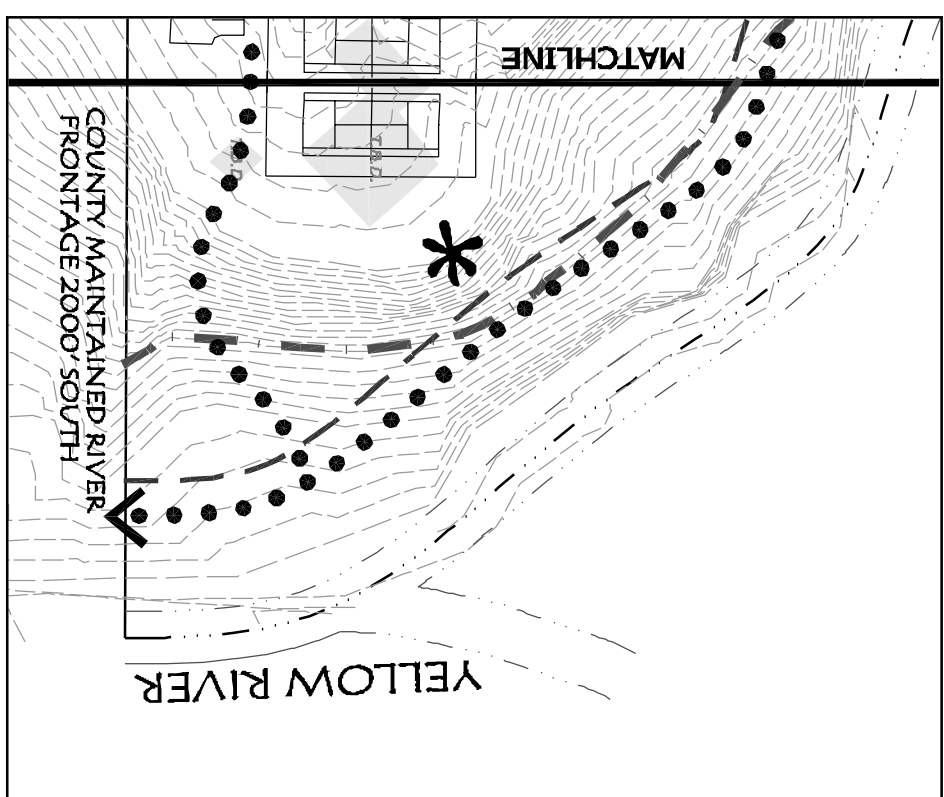 MATCHLINE
COUNTY MAINTAINED RIVER
FRONTAGE 2000' SOUTH
T.B.D.
T.B.D.
YELLOW RIVER